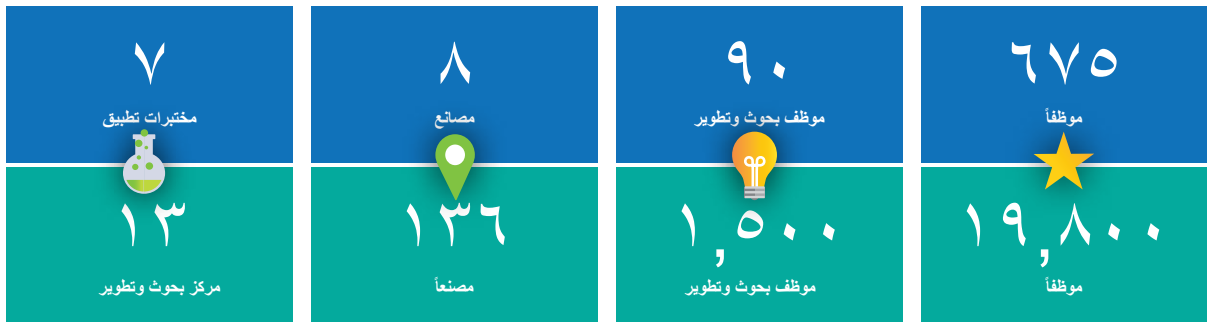 ٦٧٥
موظفاً
٩٠
موظف بحوث وتطوير
٨
مصانع
٧
مختبرات تطبيق
١٩,٨٠٠
موظفاً
١,٥٠٠
موظف بحوث وتطوير
١٣٦
مصنعاً
١٣
مركز بحوث وتطوير